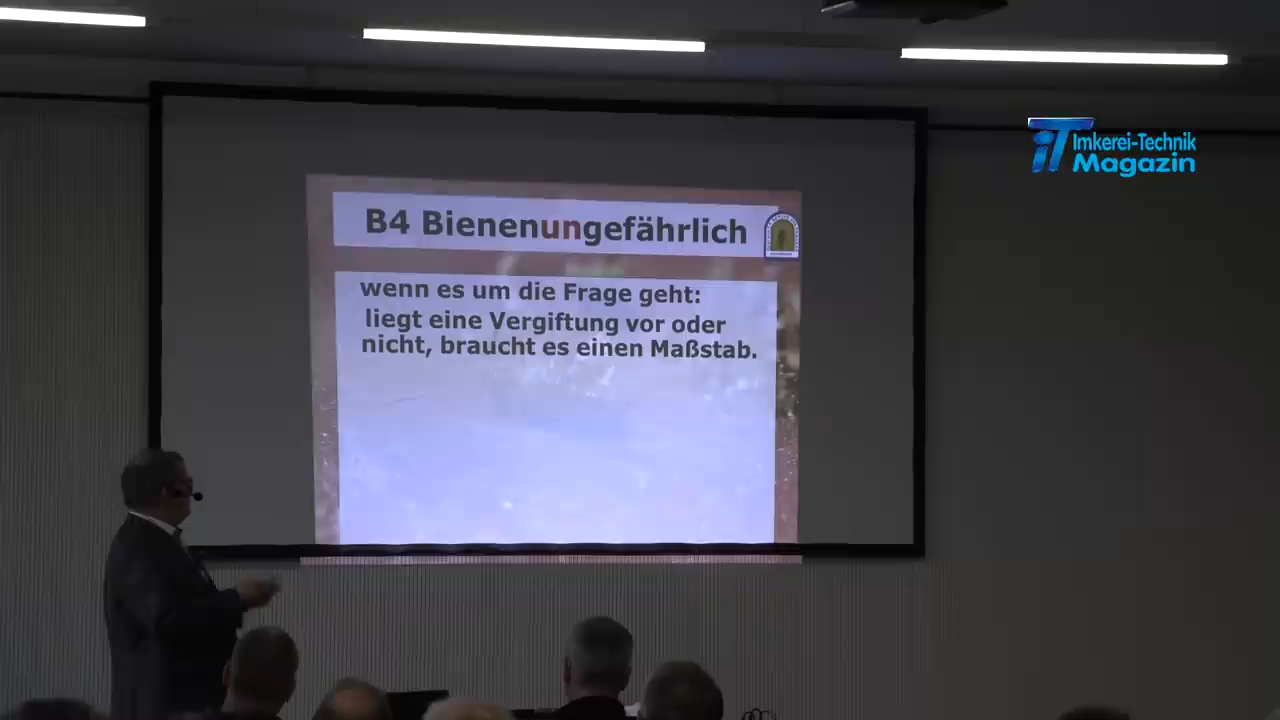 Imkerei-Technik
Magazin
B4 Bienenungefährlich
wenn es um die Frage geht:
liegt eine Vergiftung vor oder
nicht, braucht es einen Maßstab.